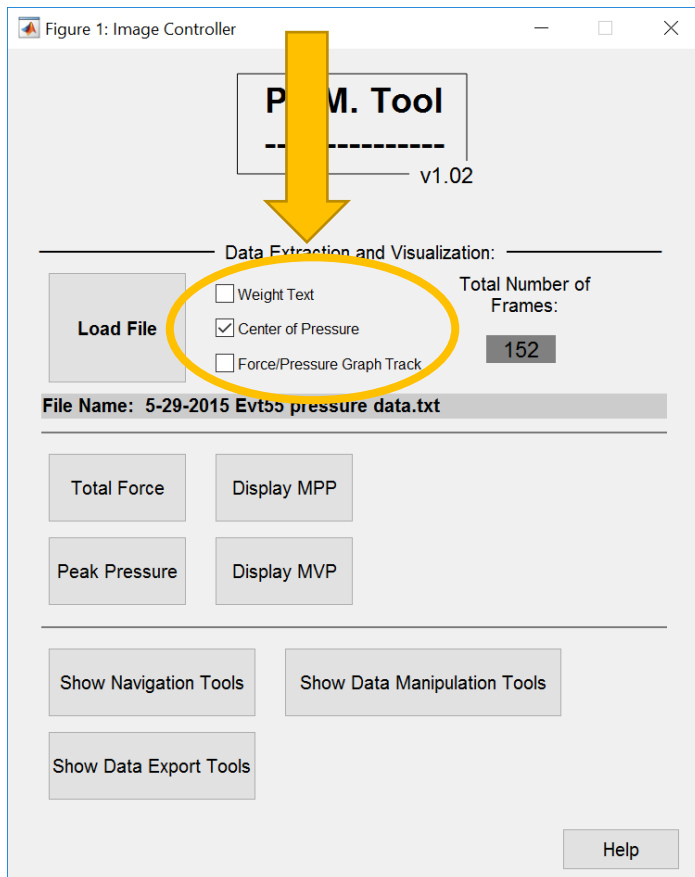 Figure 1: Image Controller
P M. Tool
---------------
v1.02
Data Extraction and Visualization:
Load File
Weight Text
Center of Pressure
Force/Pressure Graph Track
Total Number of
Frames:
152
File Name: 5-29-2015 Evt55 pressure data.txt
Total Force
Display MPP
Peak Pressure
Display MVP
Show Navigation Tools
Show Data Manipulation Tools
Show Data Export Tools
Help